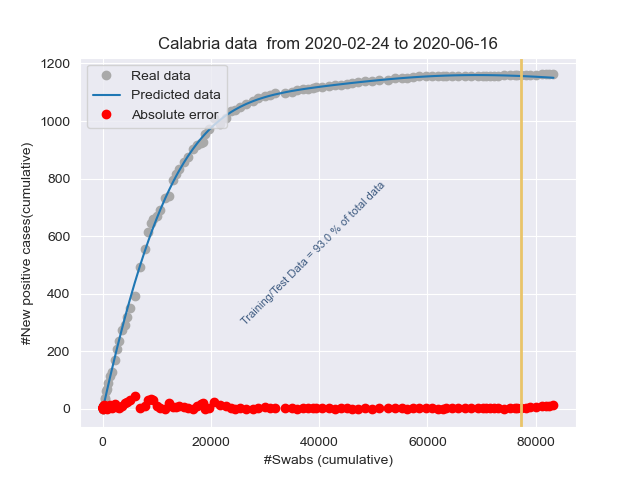 Calabria data  from 2020-02-24 to 2020-06-16
Real data
Predicted data
Absolute error
1200
1000
800
600
400
200
0
#New positive cases(cumulative)
Training/Test Data = 93.0 % of total data
0
20000
40000
60000
80000
#Swabs (cumulative)